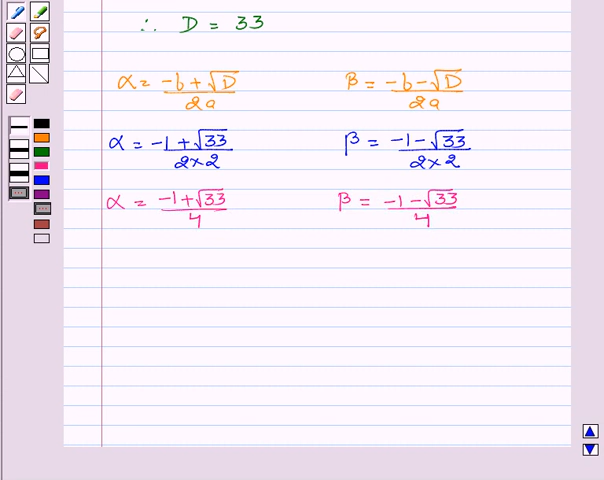 ∴ D = 33
α = (-b + √D)/2a    β = (-b - √D)/2a
α = (-1 + √33)/(2×2)    β = (-1 - √33)/(2×2)
α = (-1 + √33)/4    β = (-1 - √33)/4